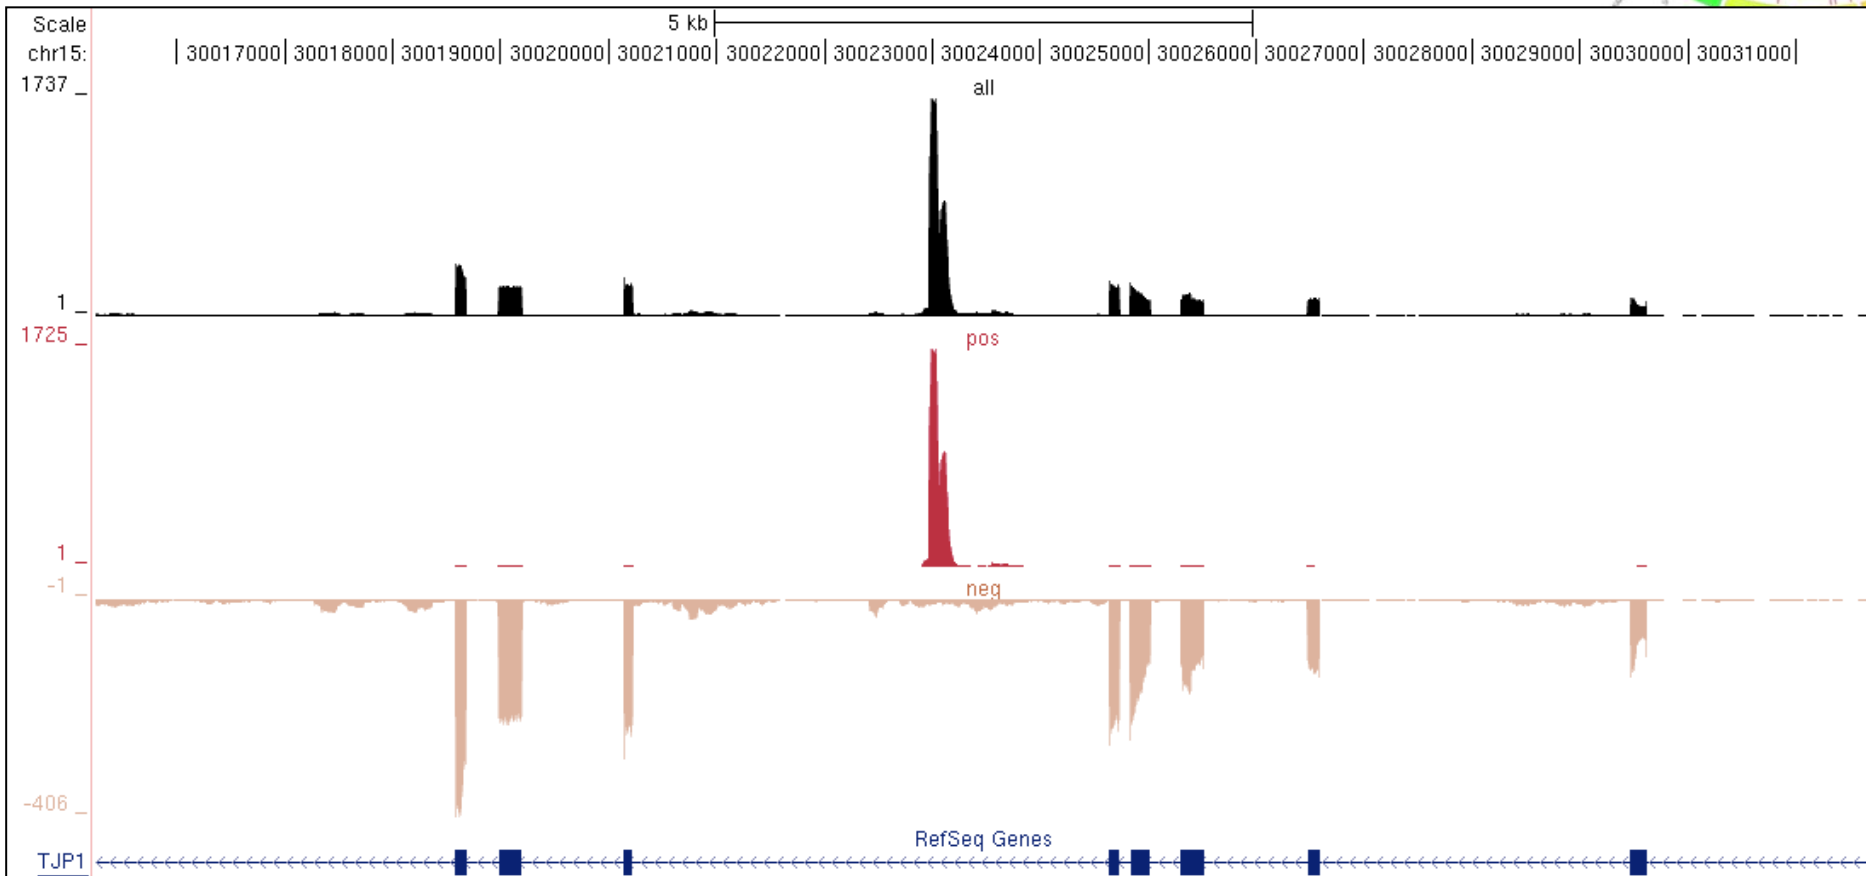 Scale 5 kb
chr15: 30017000 30018000 30019000 30020000 30021000 30022000 30023000 30024000 30025000 30026000 30027000 30028000 30029000 30030000 30031000
1737 _ all
1 _
1725 _ pos
1 _
-1 _ neg
-406 _
RefSeq Genes
TJP1